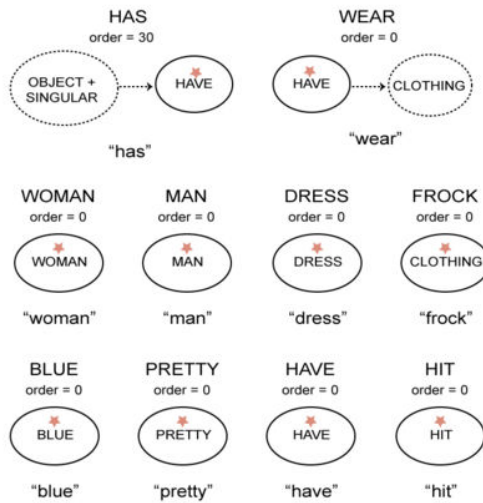 HAS
order = 30
OBJECT +
SINGULAR
HAVE
“has”
WEAR
order = 0
HAVE
CLOTHING
“wear”
WOMAN
order = 0
WOMAN
“woman”
MAN
order = 0
MAN
“man”
DRESS
order = 0
DRESS
“dress”
FROCK
order = 0
CLOTHING
“frock”
BLUE
order = 0
BLUE
“blue”
PRETTY
order = 0
PRETTY
“pretty”
HAVE
order = 0
HAVE
“have”
HIT
order = 0
HIT
“hit”